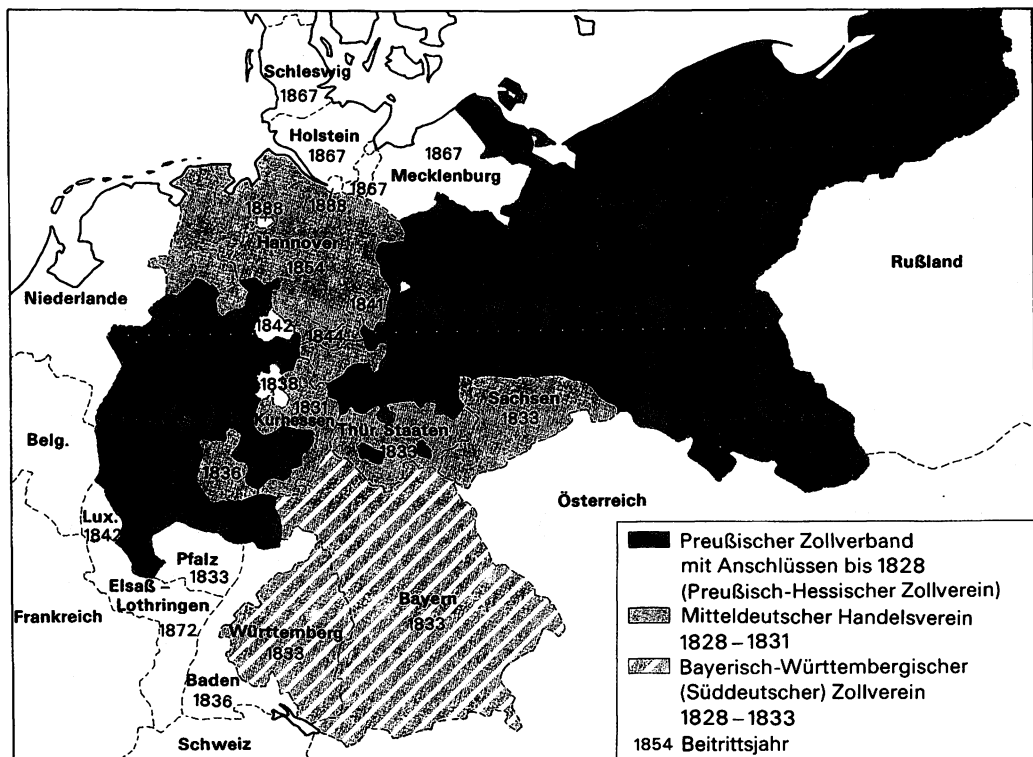 Schleswig
1867
Holstein
1867
1867
Mecklenburg
1867
1888
1888
Hannover
1854
Rußland
Niederlande
1841
1842
1844
1838
1831
Kurhessen
Sachsen
1833
Thür. Staaten
1833
Belg.
1836
Österreich
Lux.
1842
Pfalz
1833
Elsaß –
Lothringen
1872
Frankreich
Bayern
1833
Württemberg
1833
Baden
1836
Schweiz
Preußischer Zollverband
mit Anschlüssen bis 1828
(Preußisch-Hessischer Zollverein)
Mitteldeutscher Handelsverein
1828 – 1831
Bayerisch-Württembergischer
(Süddeutscher) Zollverein
1828 – 1833
1854 Beitrittsjahr